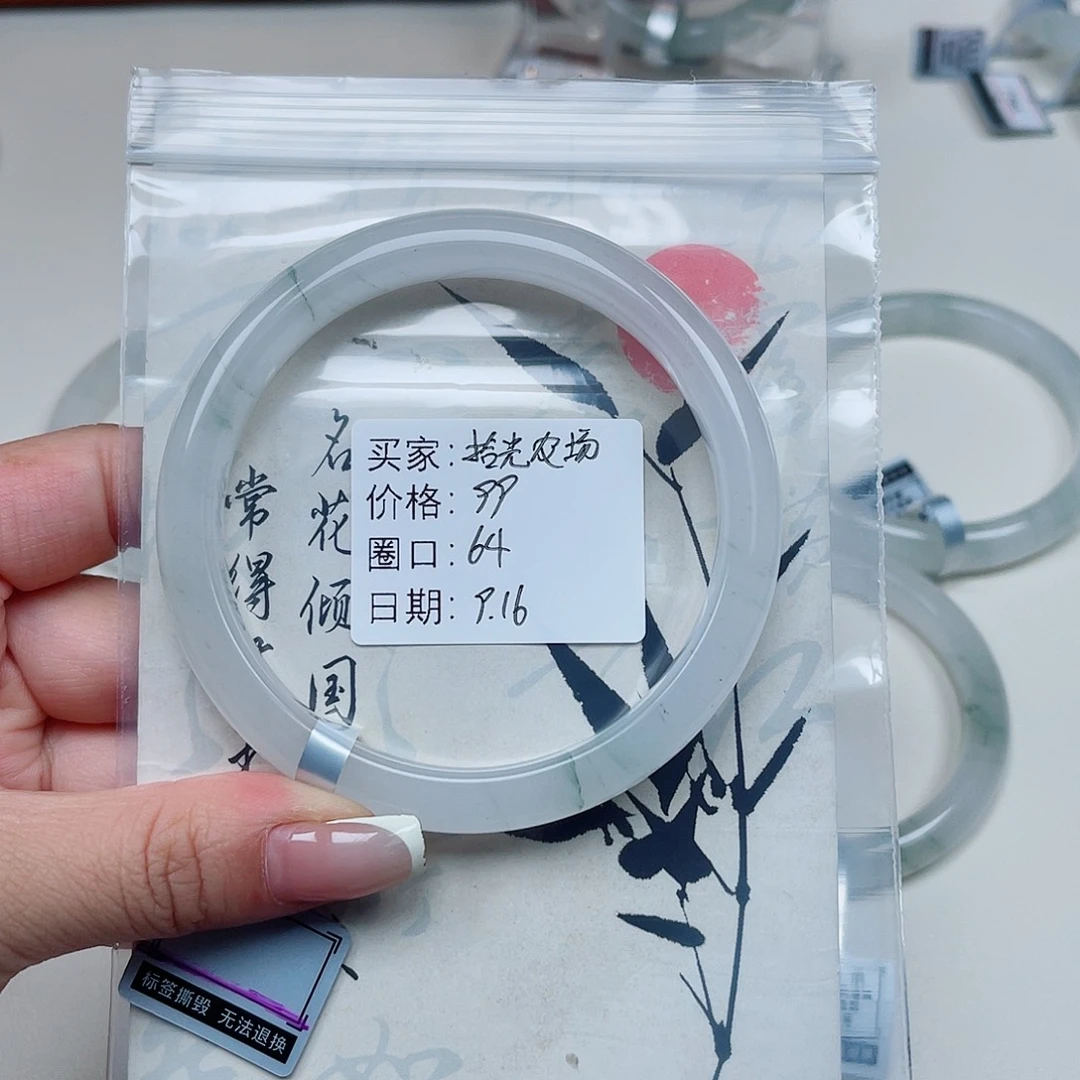 名花倾国
常得
买家：拾光农场
价格：99
圈口：64
日期：9.16
标签撕毁 无法退换